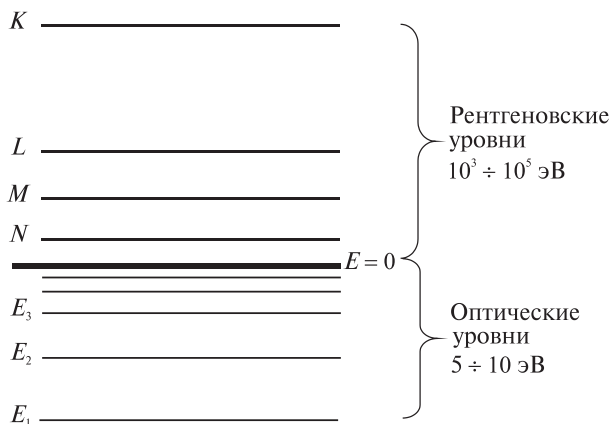 K
L
M
N
E = 0
E₃
E₂
E₁
Рентгеновские
уровни
10³ ÷ 10⁵ эВ
Оптические
уровни
5 ÷ 10 эВ